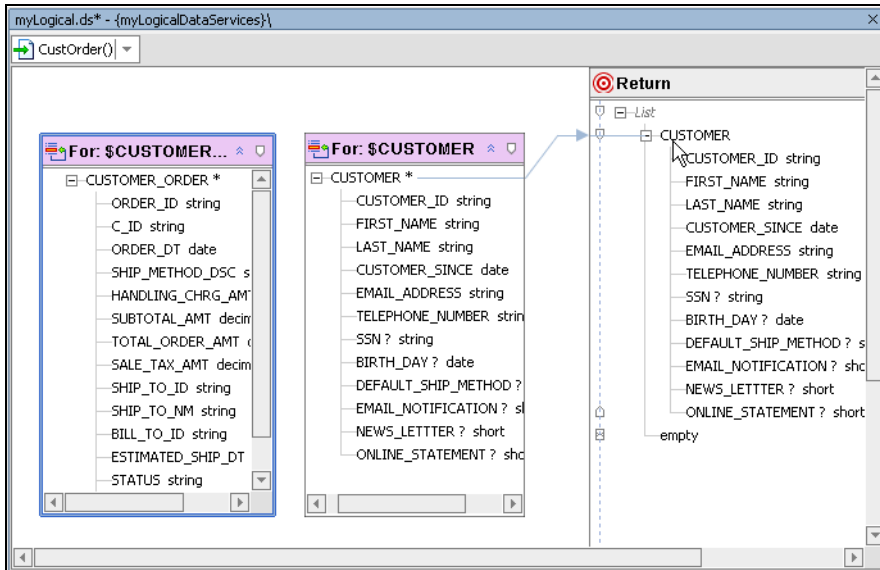 myLogical.ds* - {myLogicalDataServices}\
CustOrder()
For: $CUSTOMER...
CUSTOMER_ORDER *
ORDER_ID string
C_ID string
ORDER_DT date
SHIP_METHOD_DSC s
HANDLING_CHRG_AMT
SUBTOTAL_AMT decim
TOTAL_ORDER_AMT
SALE_TAX_AMT decim
SHIP_TO_ID string
SHIP_TO_NM string
BILL_TO_ID string
ESTIMATED_SHIP_DT
STATUS string
For: $CUSTOMER
CUSTOMER *
CUSTOMER_ID string
FIRST_NAME string
LAST_NAME string
CUSTOMER_SINCE date
EMAIL_ADDRESS string
TELEPHONE_NUMBER strin
SSN ? string
BIRTH_DAY ? date
DEFAULT_SHIP_METHOD ?
EMAIL_NOTIFICATION ? sl
NEWS_LETTTER ? short
ONLINE_STATEMENT ? sho
Return
List
CUSTOMER
CUSTOMER_ID string
FIRST_NAME string
LAST_NAME string
CUSTOMER_SINCE date
EMAIL_ADDRESS string
TELEPHONE_NUMBER string
SSN ? string
BIRTH_DAY ? date
DEFAULT_SHIP_METHOD ? s
EMAIL_NOTIFICATION ? sho
NEWS_LETTTER ? short
ONLINE_STATEMENT ? short
empty